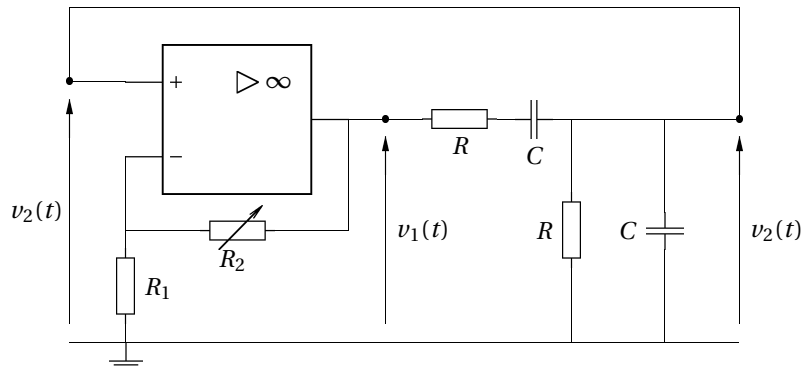 +
▷ ∞
−
R
C
v₂(t)
R₂
v₁(t)
R
C
v₂(t)
R₁